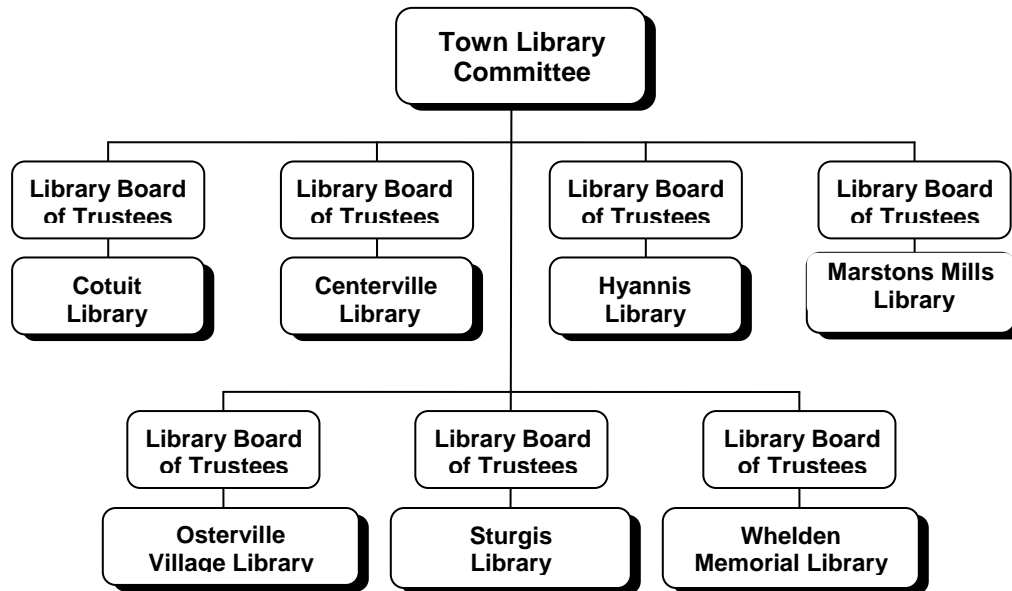 Town Library
Committee
Library Board
of Trustees
Library Board
of Trustees
Library Board
of Trustees
Library Board
of Trustees
Cotuit
Library
Centerville
Library
Hyannis
Library
Marstons Mills
Library
Library Board
of Trustees
Library Board
of Trustees
Library Board
of Trustees
Osterville
Village Library
Sturgis
Library
Whelden
Memorial Library